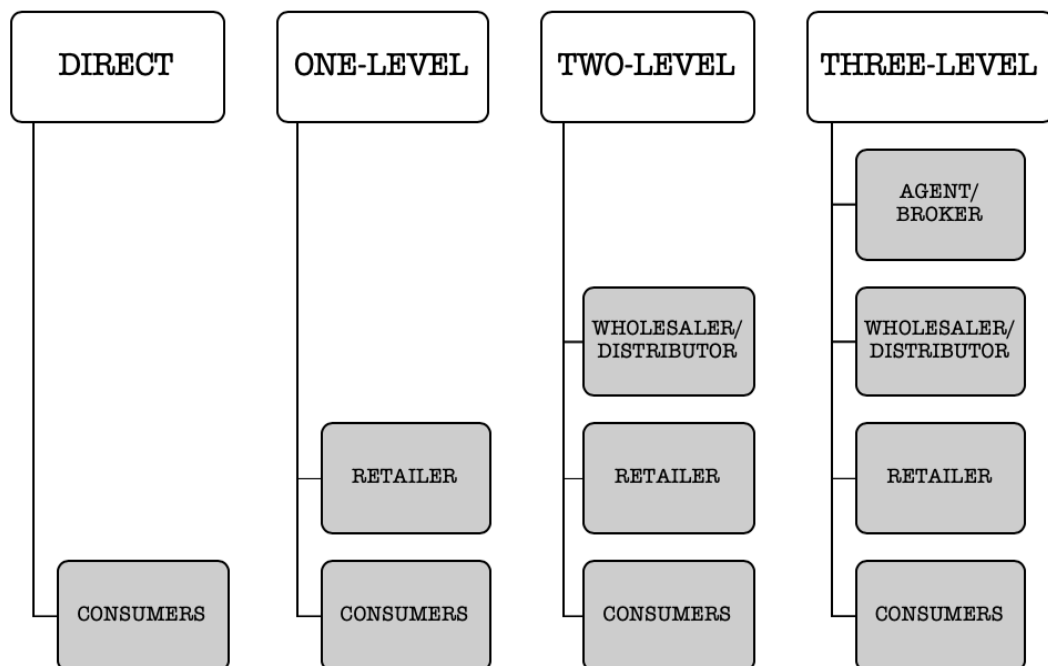 DIRECT
ONE-LEVEL
TWO-LEVEL
THREE-LEVEL
AGENT/
BROKER
WHOLESALER/
DISTRIBUTOR
WHOLESALER/
DISTRIBUTOR
RETAILER
RETAILER
RETAILER
CONSUMERS
CONSUMERS
CONSUMERS
CONSUMERS